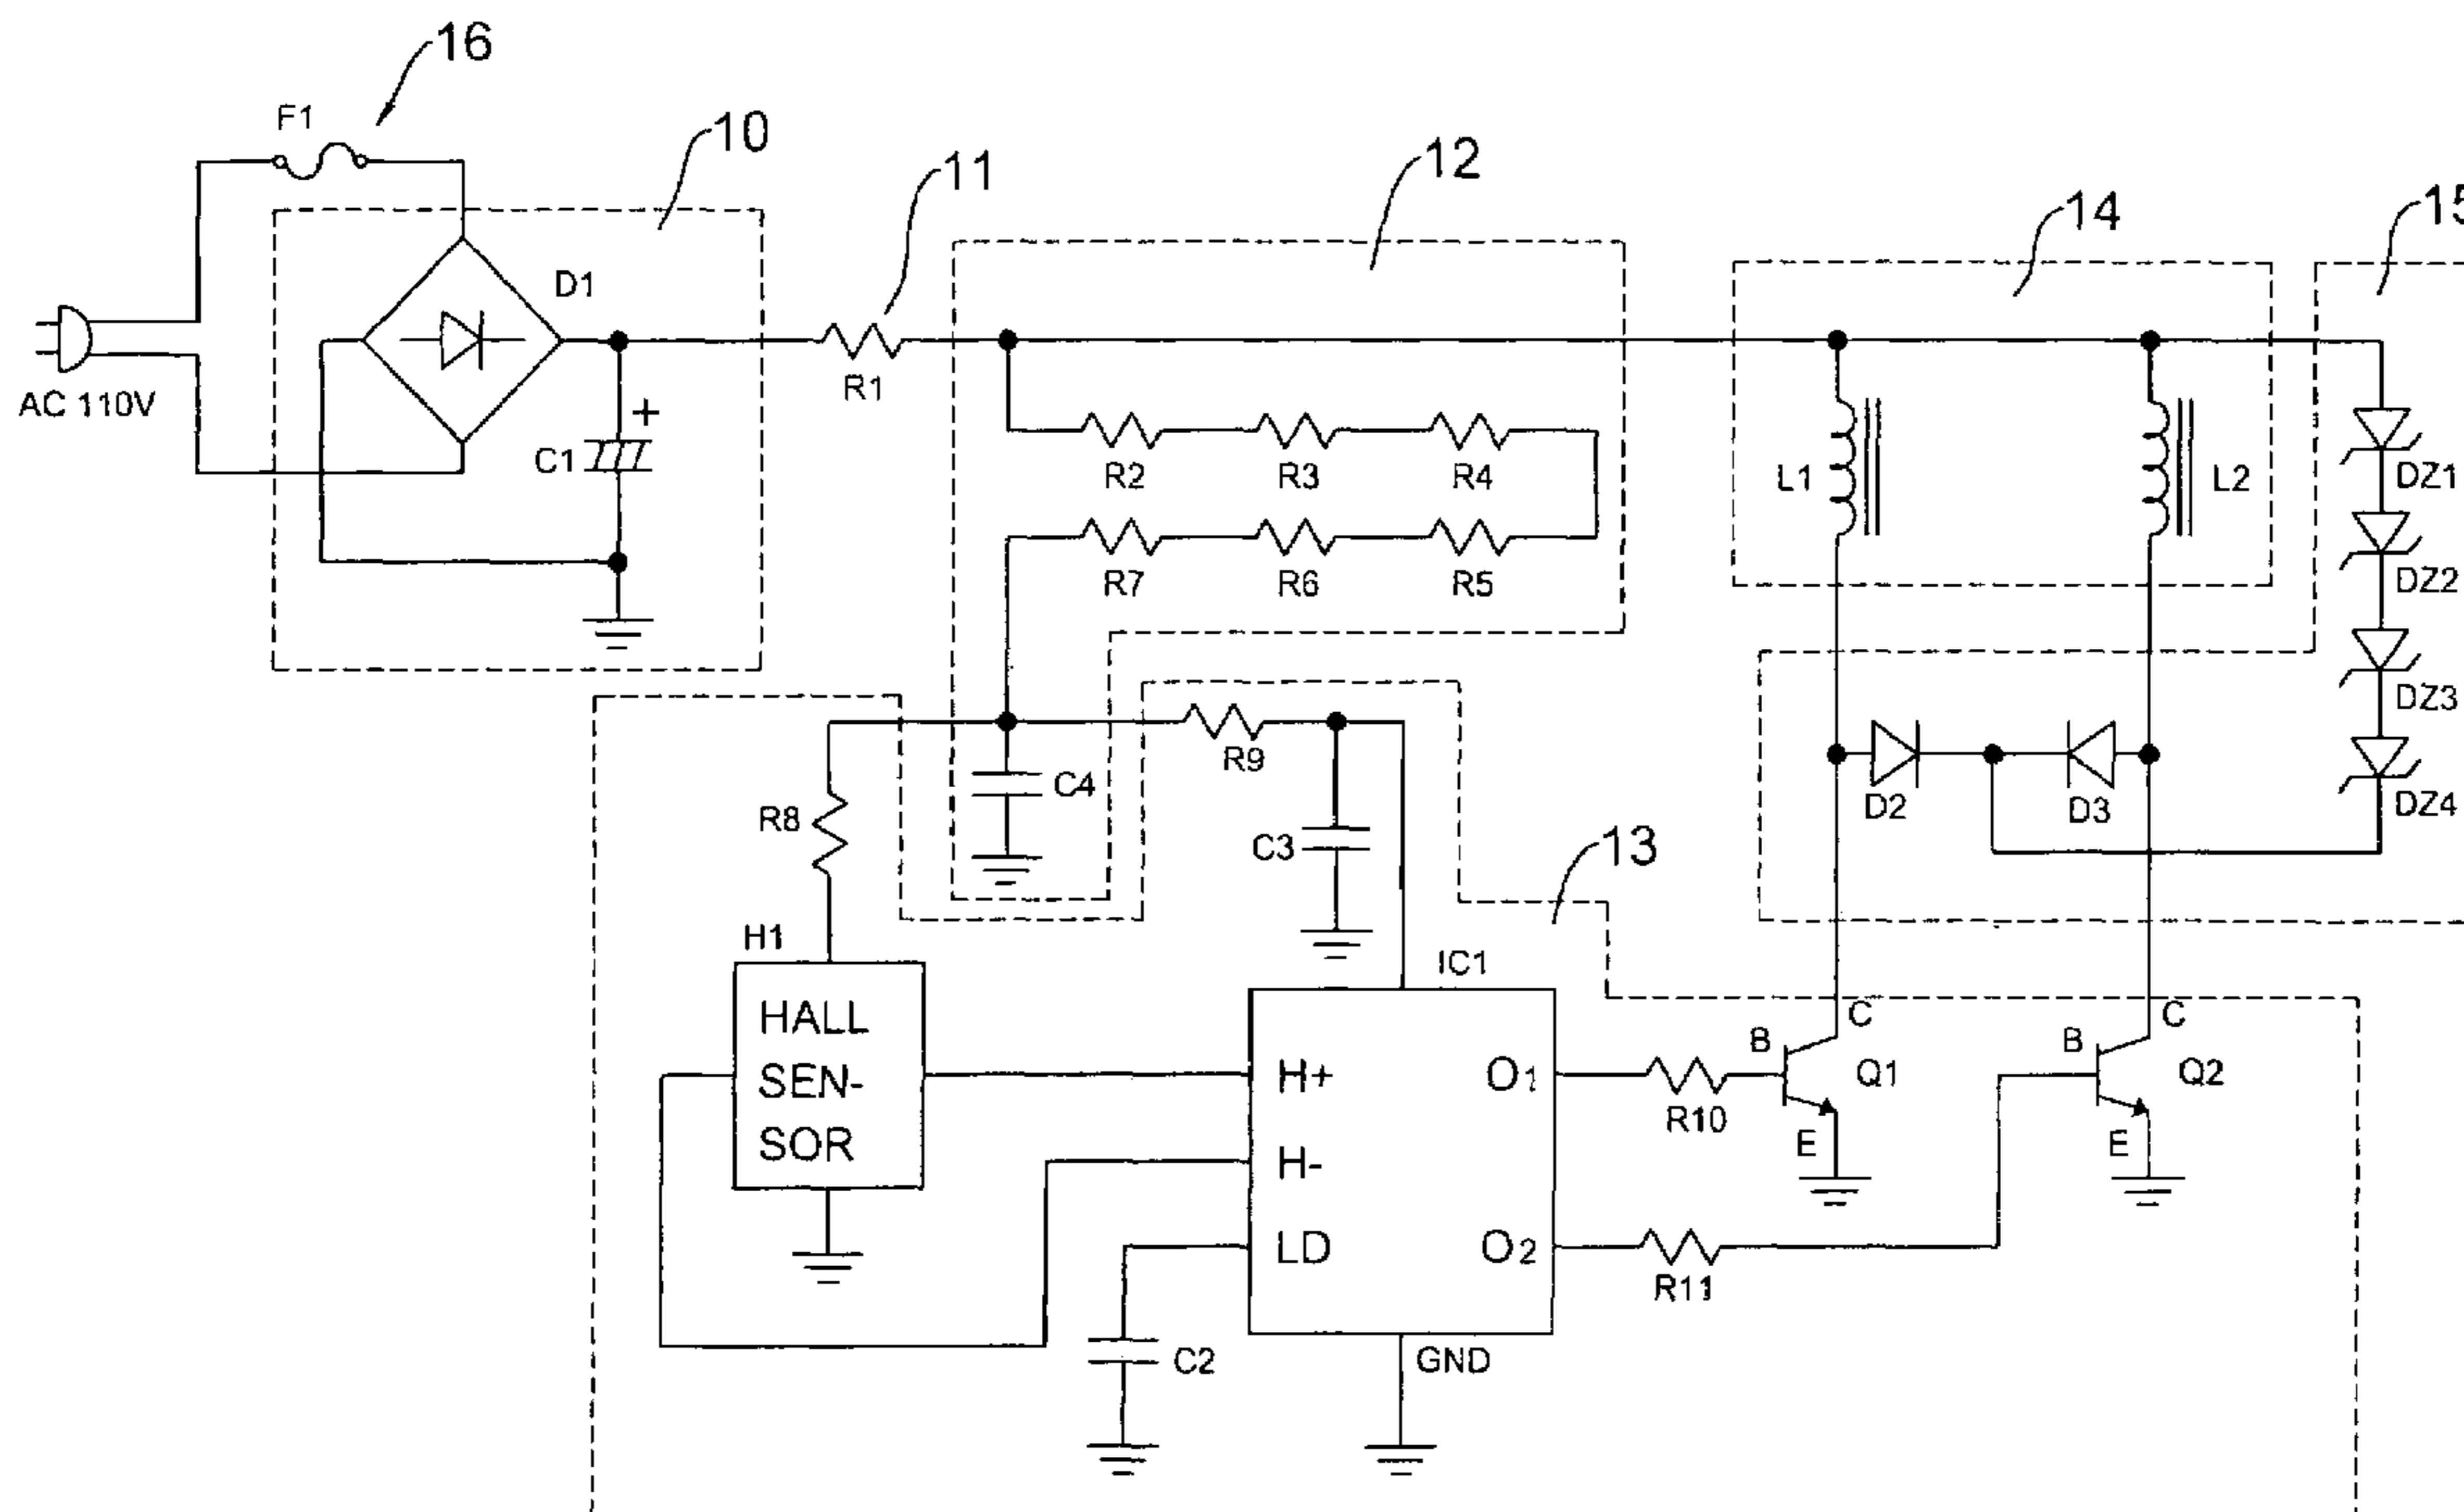 16
F1
10
11
12
14
15
D1
AC 110V
+
C1
R1
R2 R3 R4
R7 R6 R5
L1
L2
DZ1
DZ2
DZ3
DZ4
R9
C4
R8
C3
D2 D3
13
H1
HALL
SEN-
SOR
IC1
H+
H-
LD
O1
O2
GND
C2
R10
R11
B
C
Q1
E
B
C
Q2
E